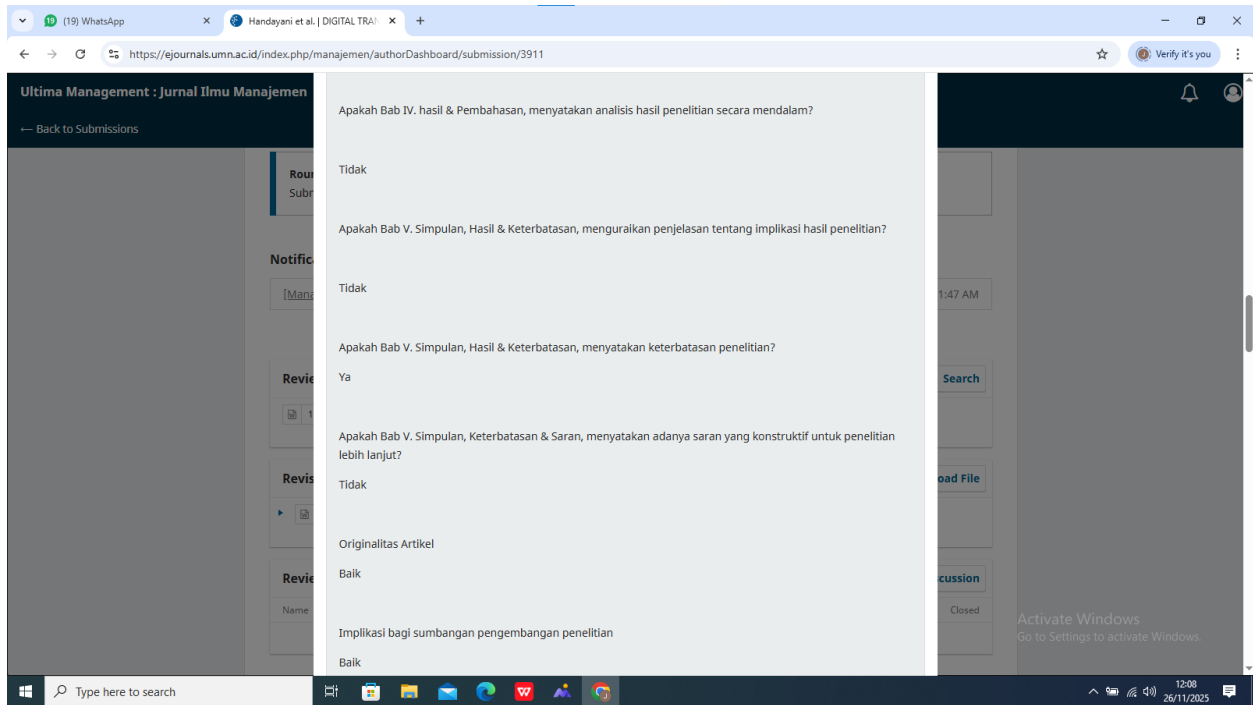 (19) WhatsApp
Handayani et al. | DIGITAL TRAN
https://ejournals.umn.ac.id/index.php/manajemen/authorDashboard/submission/3911
Verify it's you
Ultima Management : Jurnal Ilmu Manajemen
← Back to Submissions
Apakah Bab IV. hasil & Pembahasan, menyatakan analisis hasil penelitian secara mendalam?
Tidak
Apakah Bab V. Simpulan, Hasil & Keterbatasan, menguraikan penjelasan tentang implikasi hasil penelitian?
Tidak
1:47 AM
Apakah Bab V. Simpulan, Hasil & Keterbatasan, menyatakan keterbatasan penelitian?
Ya
Search
Apakah Bab V. Simpulan, Keterbatasan & Saran, menyatakan adanya saran yang konstruktif untuk penelitian
lebih lanjut?
Tidak
oad File
Originalitas Artikel
Baik
cussion
Name
Closed
Implikasi bagi sumbangan pengembangan penelitian
Baik
Activate Windows
Go to Settings to activate Windows.
Type here to search
12:08
26/11/2025